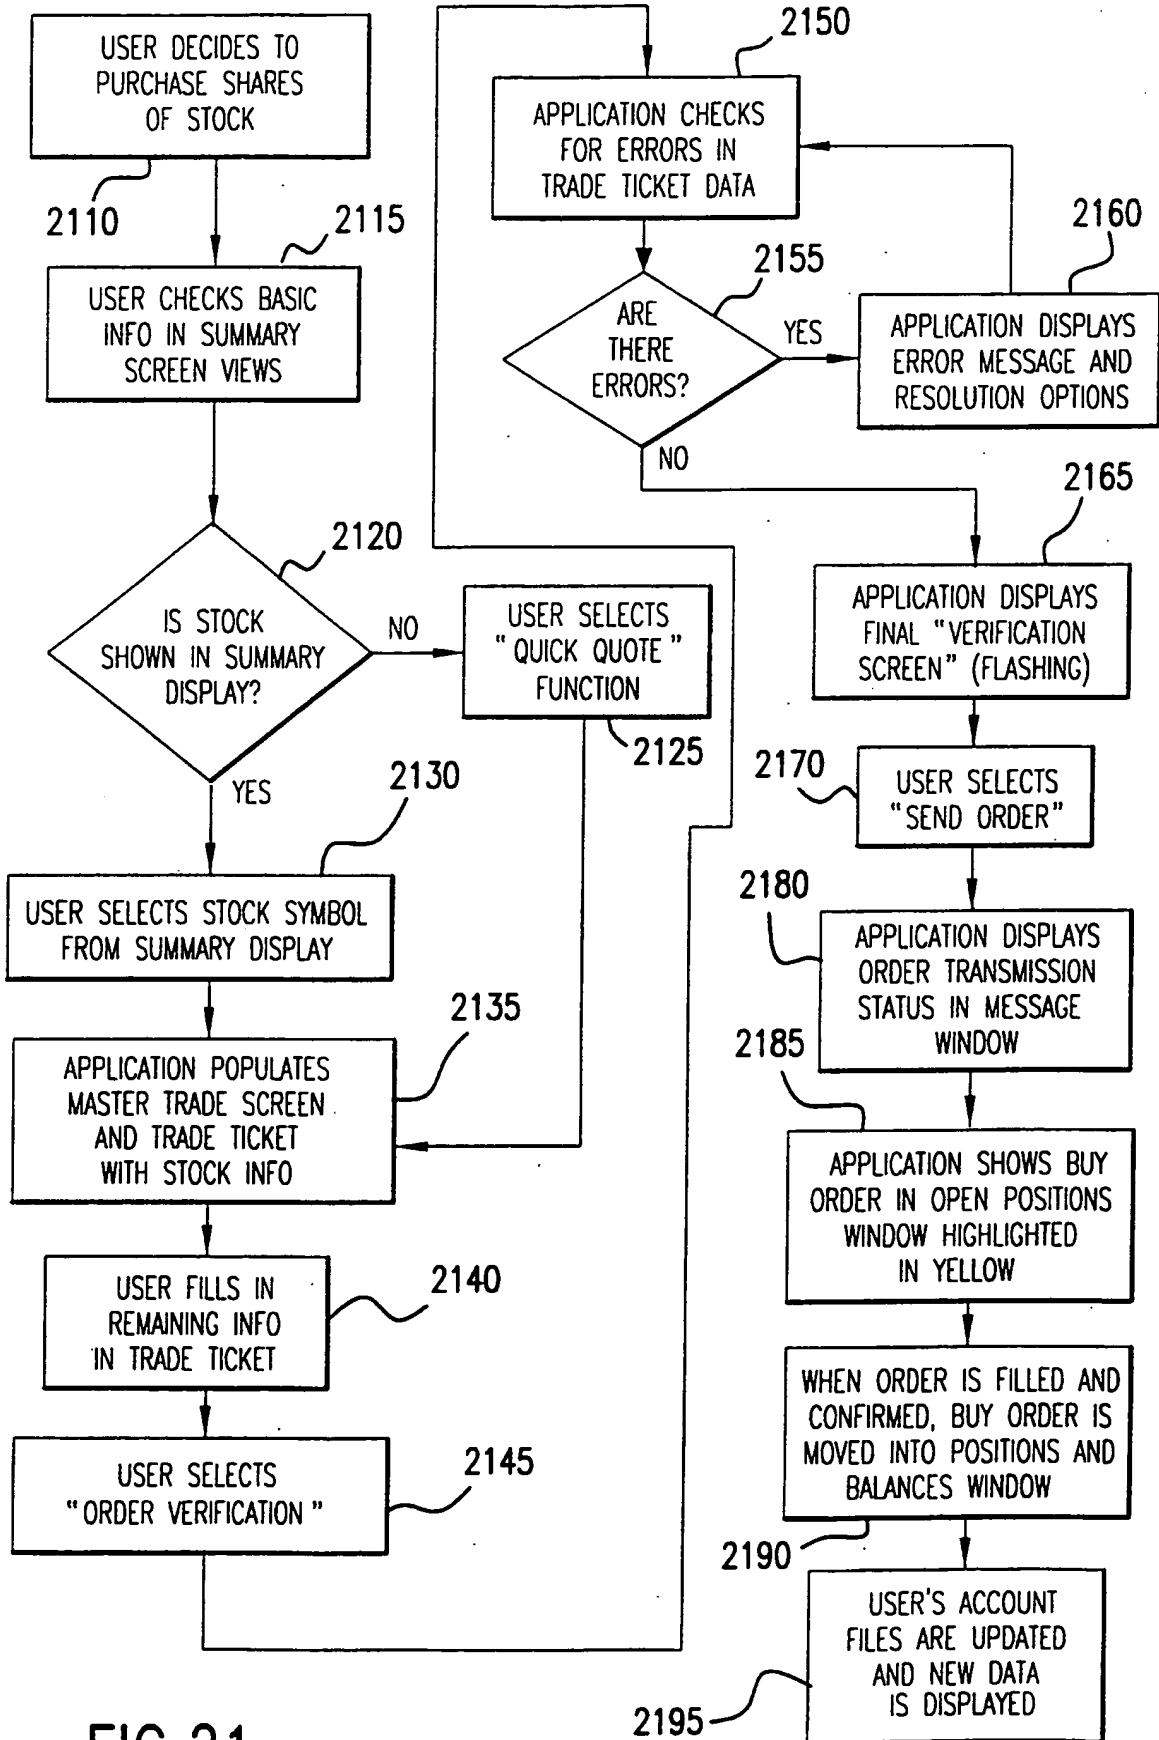 USER DECIDES TO
PURCHASE SHARES
OF STOCK
2110
2115
USER CHECKS BASIC
INFO IN SUMMARY
SCREEN VIEWS
2120
IS STOCK
SHOWN IN SUMMARY
DISPLAY?
NO
USER SELECTS
"QUICK QUOTE"
FUNCTION
2125
YES
2130
USER SELECTS STOCK SYMBOL
FROM SUMMARY DISPLAY
2135
APPLICATION POPULATES
MASTER TRADE SCREEN
AND TRADE TICKET
WITH STOCK INFO
2140
USER FILLS IN
REMAINING INFO
IN TRADE TICKET
2145
USER SELECTS
"ORDER VERIFICATION"
2150
APPLICATION CHECKS
FOR ERRORS IN
TRADE TICKET DATA
2155
ARE
THERE
ERRORS?
YES
2160
APPLICATION DISPLAYS
ERROR MESSAGE AND
RESOLUTION OPTIONS
NO
2165
APPLICATION DISPLAYS
FINAL "VERIFICATION
SCREEN" (FLASHING)
2170
USER SELECTS
"SEND ORDER"
2180
APPLICATION DISPLAYS
ORDER TRANSMISSION
STATUS IN MESSAGE
WINDOW
2185
APPLICATION SHOWS BUY
ORDER IN OPEN POSITIONS
WINDOW HIGHLIGHTED
IN YELLOW
WHEN ORDER IS FILLED AND
CONFIRMED, BUY ORDER IS
MOVED INTO POSITIONS AND
BALANCES WINDOW
2190
USER'S ACCOUNT
FILES ARE UPDATED
AND NEW DATA
IS DISPLAYED
2195
FIG. 21